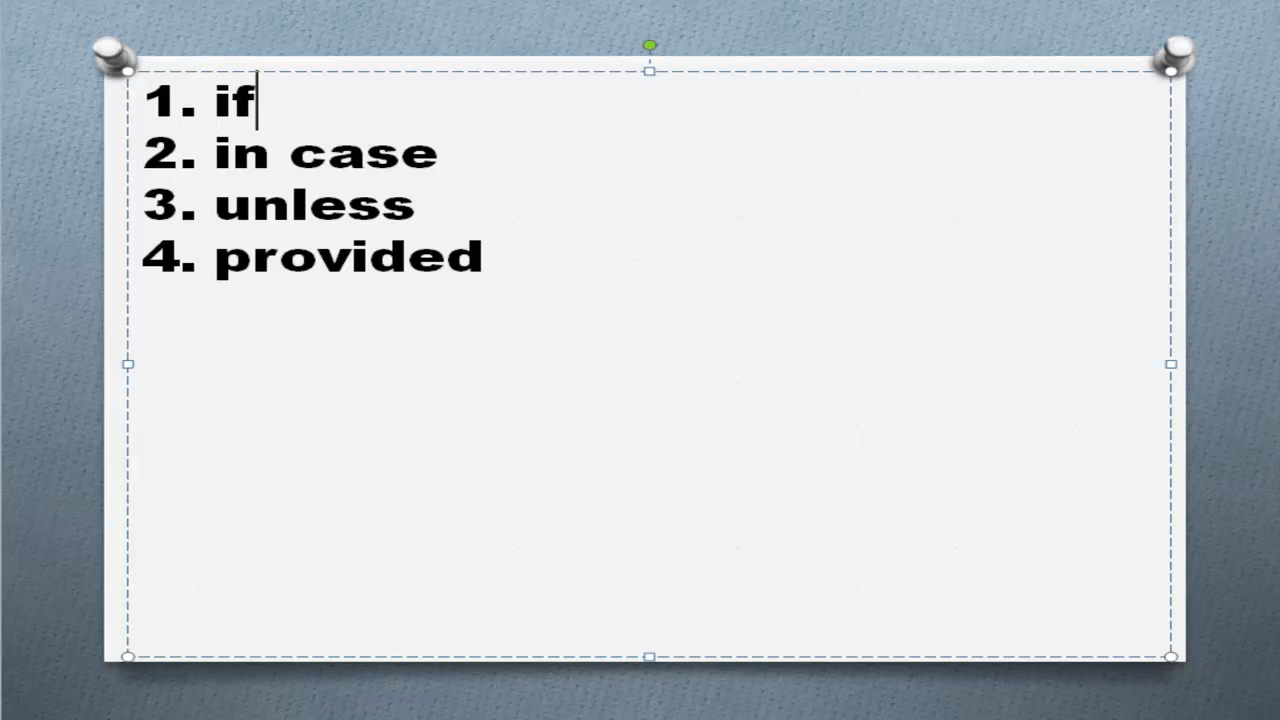 1. if
2. in case
3. unless
4. provided